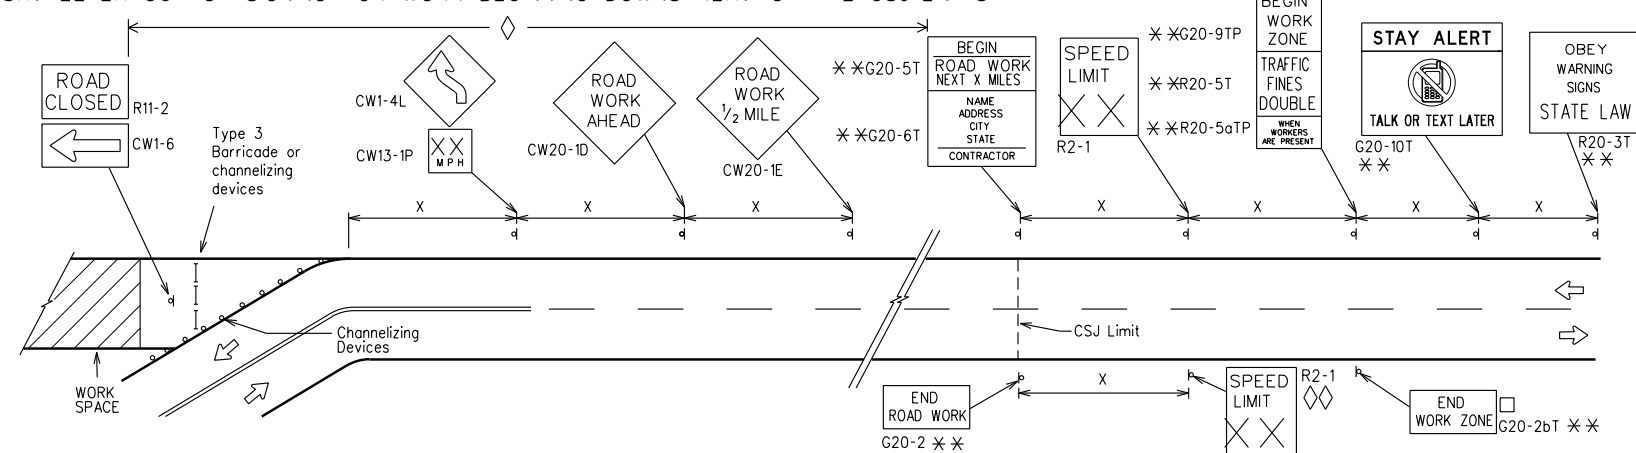 BEGIN
WORK
ZONE
TRAFFIC
FINES
DOUBLE
WHEN
WORKERS
ARE PRESENT
ROAD
CLOSED
R11-2
CW1-6
Type 3
Barricade or
channelizing
devices
CW1-4L
XX
MPH
CW13-1P
ROAD
WORK
AHEAD
CW20-1D
ROAD
WORK
1/2 MILE
CW20-1E
* *G20-5T
* *G20-6T
BEGIN
ROAD WORK
NEXT X MILES
NAME
ADDRESS
CITY
STATE
CONTRACTOR
SPEED
LIMIT
X X
R2-1
* *G20-9TP
* *R20-5T
* *R20-5aTP
STAY ALERT
TALK OR TEXT LATER
G20-10T
* *
OBEY
WARNING
SIGNS
STATE LAW
R20-3T
* *
X
X
X
X
X
X
X
Channelizing
Devices
WORK
SPACE
CSJ Limit
END
ROAD WORK
G20-2 * *
X
SPEED
LIMIT
X X
R2-1
END
WORK ZONE
G20-2bT * *